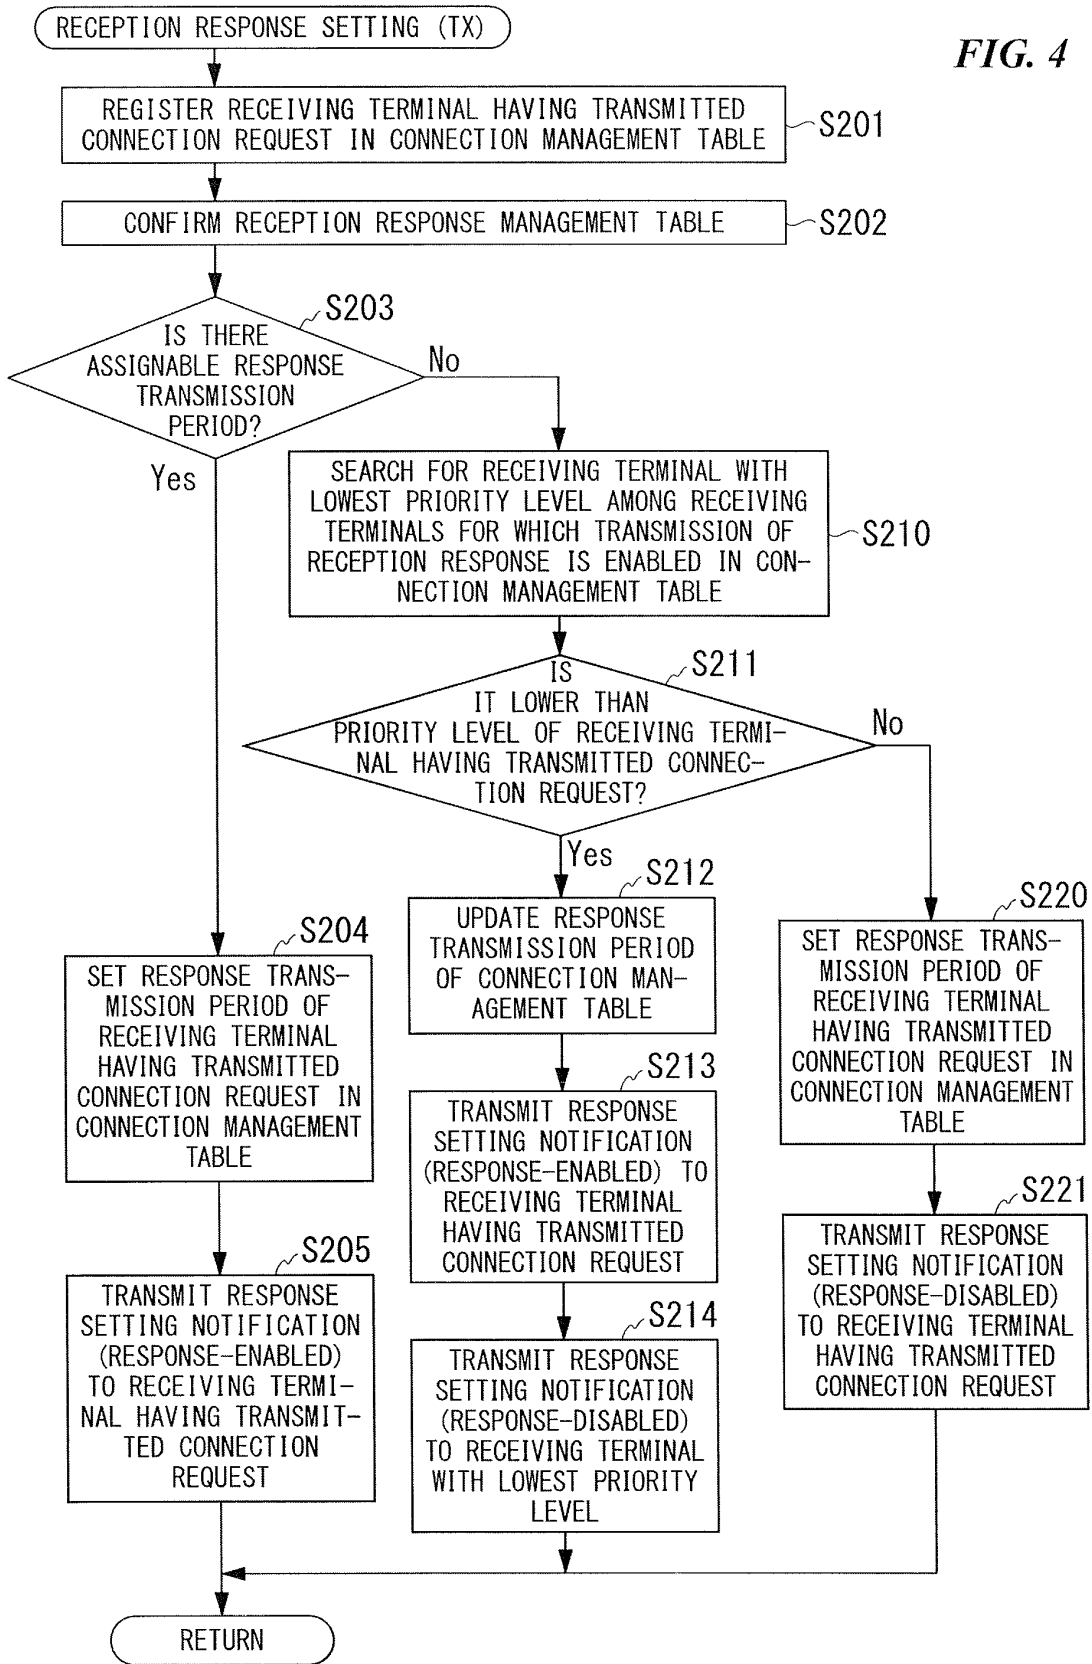 RECEPTION RESPONSE SETTING (TX)
FIG. 4
REGISTER RECEIVING TERMINAL HAVING TRANSMITTED
CONNECTION REQUEST IN CONNECTION MANAGEMENT TABLE
S201
CONFIRM RECEPTION RESPONSE MANAGEMENT TABLE
S202
S203
IS THERE
ASSIGNABLE RESPONSE
TRANSMISSION
PERIOD?
No
Yes
SEARCH FOR RECEIVING TERMINAL WITH
LOWEST PRIORITY LEVEL AMONG RECEIVING
TERMINALS FOR WHICH TRANSMISSION OF
RECEPTION RESPONSE IS ENABLED IN CON-
NECTION MANAGEMENT TABLE
S210
S211
IS
IT LOWER THAN
PRIORITY LEVEL OF RECEIVING TERMI-
NAL HAVING TRANSMITTED CONNEC-
TION REQUEST?
No
Yes
S204
SET RESPONSE TRANS-
MISSION PERIOD OF
RECEIVING TERMINAL
HAVING TRANSMITTED
CONNECTION REQUEST IN
CONNECTION MANAGEMENT
TABLE
S205
TRANSMIT RESPONSE
SETTING NOTIFICATION
(RESPONSE-ENABLED)
TO RECEIVING TERMI-
NAL HAVING TRANSMIT-
TED CONNECTION
REQUEST
S212
UPDATE RESPONSE
TRANSMISSION PERIOD
OF CONNECTION MAN-
AGEMENT TABLE
S213
TRANSMIT RESPONSE
SETTING NOTIFICATION
(RESPONSE-ENABLED) TO
RECEIVING TERMINAL
HAVING TRANSMITTED
CONNECTION REQUEST
S214
TRANSMIT RESPONSE
SETTING NOTIFICATION
(RESPONSE-DISABLED)
TO RECEIVING TERMINAL
WITH LOWEST PRIORITY
LEVEL
S220
SET RESPONSE TRANS-
MISSION PERIOD OF
RECEIVING TERMINAL
HAVING TRANSMITTED
CONNECTION REQUEST IN
CONNECTION MANAGEMENT
TABLE
S221
TRANSMIT RESPONSE
SETTING NOTIFICATION
(RESPONSE-DISABLED)
TO RECEIVING TERMINAL
HAVING TRANSMITTED
CONNECTION REQUEST
RETURN